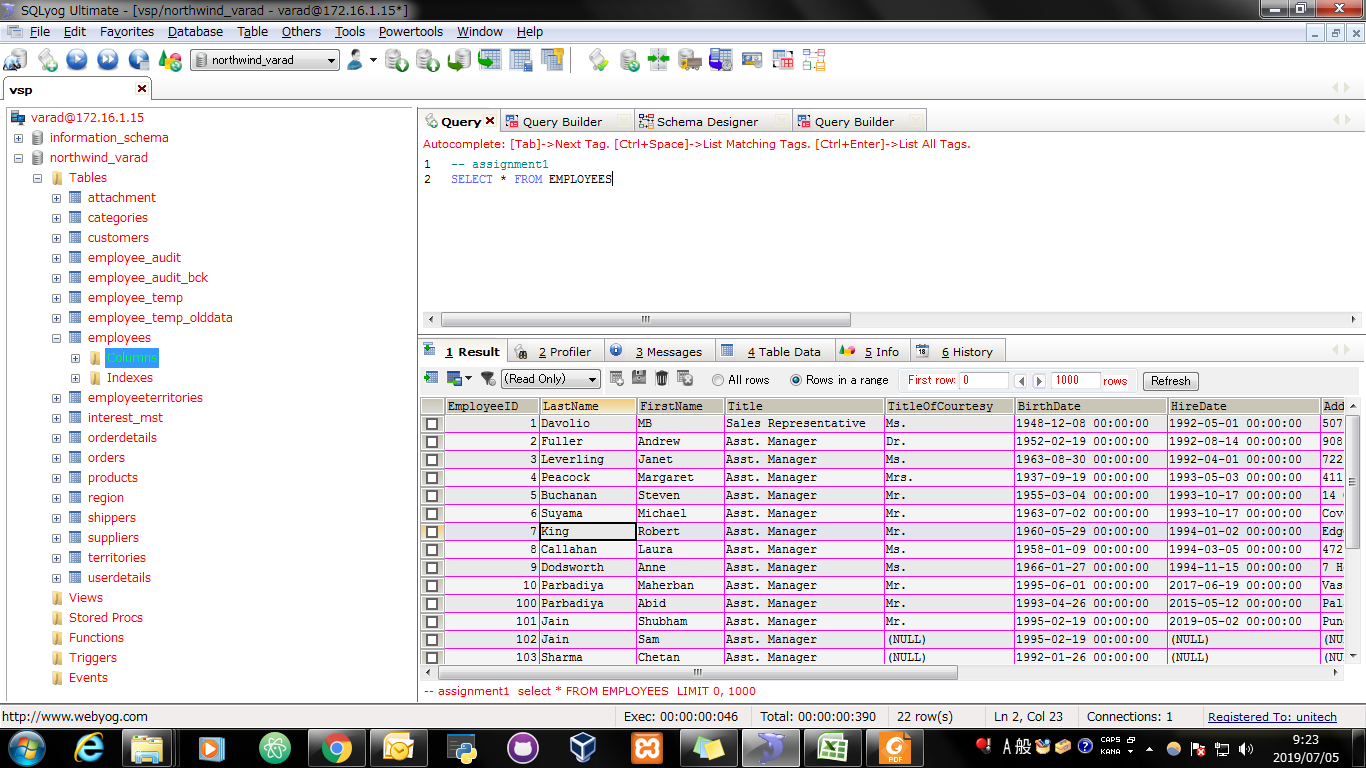 SQLyog Ultimate - [vsp/northwind_varad - varad@172.16.1.15*]
File Edit Favorites Database Table Others Tools Powertools Window Help
northwind_varad
vsp
varad@172.16.1.15
information_schema
northwind_varad
Tables
attachment
categories
customers
employee_audit
employee_audit_bck
employee_temp
employee_temp_olddata
employees
Columns
Indexes
employeeterritories
interest_mst
orderdetails
orders
products
region
shippers
suppliers
territories
userdetails
Views
Stored Procs
Functions
Triggers
Events
Query Query Builder Schema Designer Query Builder
Autocomplete: [Tab]->Next Tag. [Ctrl+Space]->List Matching Tags. [Ctrl+Enter]->List All Tags.
1 -- assignment1
2 SELECT * FROM EMPLOYEES
1 Result 2 Profiler 3 Messages 4 Table Data 5 Info 6 History
(Read Only) All rows Rows in a range First row: 0 1000 rows Refresh
EmployeeID LastName FirstName Title TitleOfCourtesy BirthDate HireDate Add
1 Davolio MB Sales Representative Ms. 1948-12-08 00:00:00 1992-05-01 00:00:00 507
2 Fuller Andrew Asst. Manager Dr. 1952-02-19 00:00:00 1992-08-14 00:00:00 908
3 Leverling Janet Asst. Manager Ms. 1963-08-30 00:00:00 1992-04-01 00:00:00 722
4 Peacock Margaret Asst. Manager Mrs. 1937-09-19 00:00:00 1993-05-03 00:00:00 411
5 Buchanan Steven Asst. Manager Mr. 1955-03-04 00:00:00 1993-10-17 00:00:00 14
6 Suyama Michael Asst. Manager Mr. 1963-07-02 00:00:00 1993-10-17 00:00:00 Cov
7 King Robert Asst. Manager Mr. 1960-05-29 00:00:00 1994-01-02 00:00:00 Edg
8 Callahan Laura Asst. Manager Ms. 1958-01-09 00:00:00 1994-03-05 00:00:00 472
9 Dodsworth Anne Asst. Manager Ms. 1966-01-27 00:00:00 1994-11-15 00:00:00 7 H
10 Parbadiya Maherban Asst. Manager Mr. 1995-06-01 00:00:00 2017-06-19 00:00:00 Vas
100 Parbadiya Abid Asst. Manager Mr. 1993-04-26 00:00:00 2015-05-12 00:00:00 Pal
101 Jain Shubham Asst. Manager Mr. 1995-02-19 00:00:00 2019-05-02 00:00:00 Pun
102 Jain Sam Asst. Manager (NULL) 1995-02-19 00:00:00 (NULL) (NU
103 Sharma Chetan Asst. Manager (NULL) 1992-01-26 00:00:00 (NULL) (NU
-- assignment1 select * FROM EMPLOYEES LIMIT 0, 1000
http://www.webyog.com Exec: 00:00:00:046 Total: 00:00:00:390 22 row(s) Ln 2, Col 23 Connections: 1 Registered To: unitech
PDF
A 般 CAPS KANA
9:23
2019/07/05